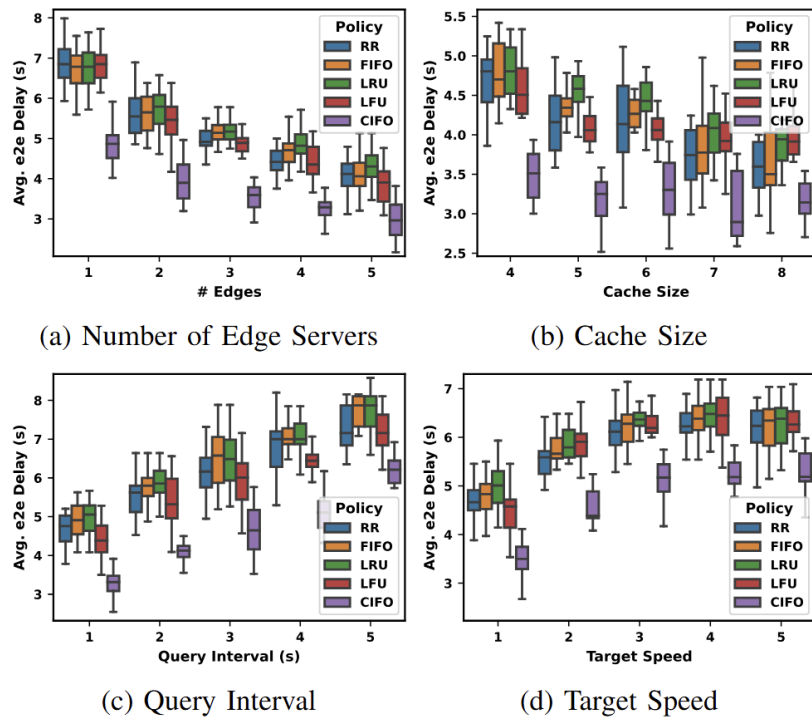 Policy
RR
FIFO
LRU
LFU
CIFO
8
7
6
5
4
3
Avg. e2e Delay (s)
1 2 3 4 5
# Edges
(a) Number of Edge Servers
Policy
RR
FIFO
LRU
LFU
CIFO
5.5
5.0
4.5
4.0
3.5
3.0
2.5
Avg. e2e Delay (s)
4 5 6 7 8
Cache Size
(b) Cache Size
8
7
6
5
4
3
Avg. e2e Delay (s)
Policy
RR
FIFO
LRU
LFU
CIFO
1 2 3 4 5
Query Interval (s)
(c) Query Interval
7
6
5
4
3
Avg. e2e Delay (s)
Policy
RR
FIFO
LRU
LFU
CIFO
1 2 3 4 5
Target Speed
(d) Target Speed